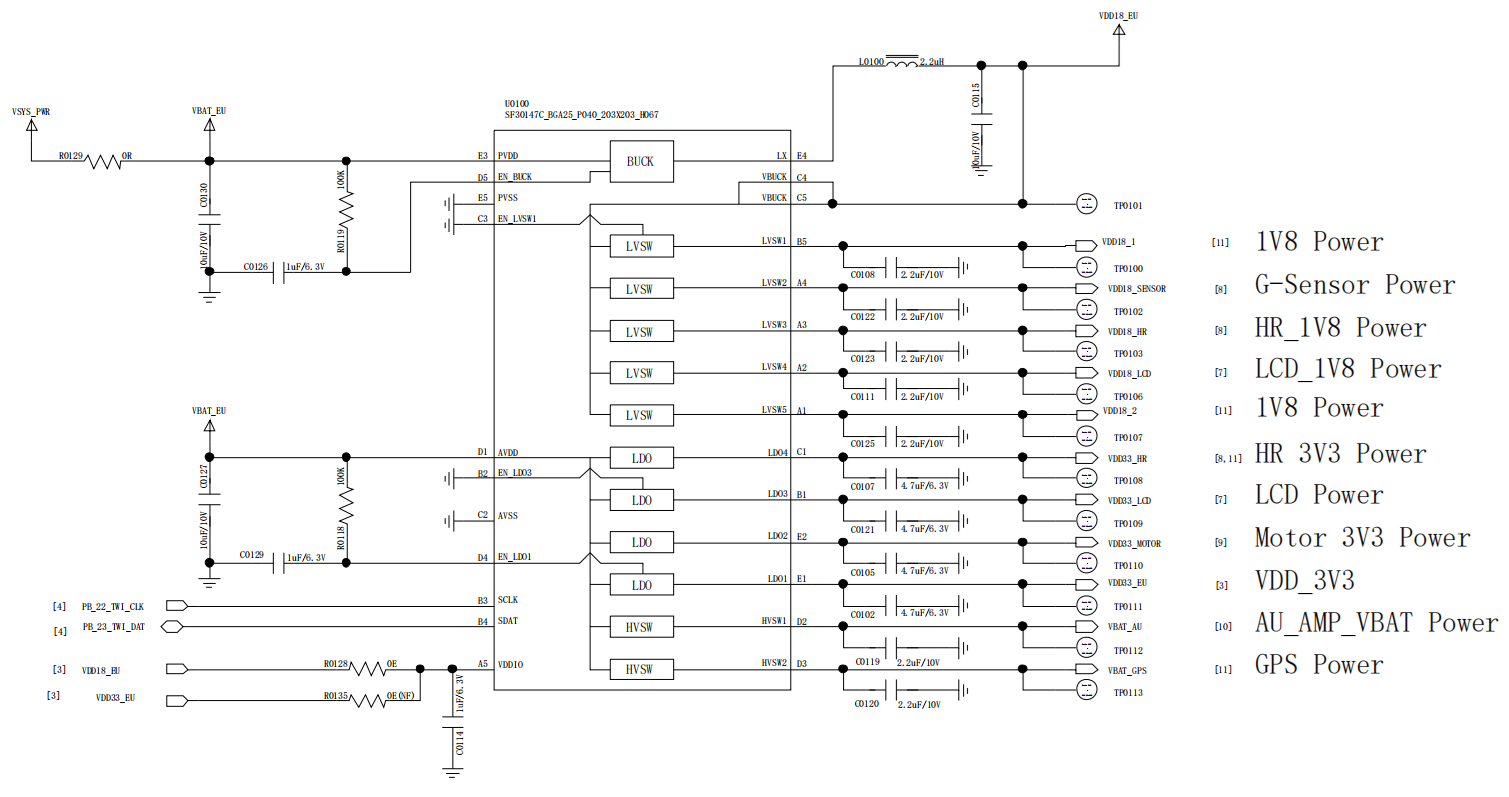 VDD18_EU
L0100 2.2uH
C0115
10uF/10V
U0100
SF30147C_BGA25_P040_203X203_H067
VSYS_PWR
VBAT_EU
R0129 0R
C0130
10uF/10V
100K
R0119
C0126 1uF/6.3V
E3 PVDD BUCK LX E4
D5 EN_BUCK VBUCK C4
E5 PVSS VBUCK C5 TP0101
C3 EN_LVSW1
LVSW LVSW1 B5 VDD18_1 [11] 1V8 Power
C0108 2.2uF/10V TP0100
LVSW LVSW2 A4 VDD18_SENSOR [8] G-Sensor Power
C0122 2.2uF/10V TP0102
LVSW LVSW3 A3 VDD18_HR [8] HR_1V8 Power
C0123 2.2uF/10V TP0103
LVSW LVSW4 A2 VDD18_LCD [7] LCD_1V8 Power
C0111 2.2uF/10V TP0106
LVSW LVSW5 A1 VDD18_2 [11] 1V8 Power
C0125 2.2uF/10V TP0107
VBAT_EU
C0127
10uF/10V
100K
R0118
C0129 1uF/6.3V
D1 AVDD LDO LDO4 C1 VDD33_HR [8,11] HR 3V3 Power
B2 EN_LDO3
C0107 4.7uF/6.3V TP0108
LDO LDO3 B1 VDD33_LCD [7] LCD Power
C2 AVSS
C0121 4.7uF/6.3V TP0109
LDO LDO2 E2 VDD33_MOTOR [9] Motor 3V3 Power
D4 EN_LDO1
C0105 4.7uF/6.3V TP0110
LDO LDO1 E1 VDD33_EU [3] VDD_3V3
[4] PB_22_TWI_CLK B3 SCLK
C0102 4.7uF/6.3V TP0111
[4] PB_23_TWI_DAT B4 SDAT HVSW HVSW1 D2 VBAT_AU [10] AU_AMP_VBAT Power
C0119 2.2uF/10V TP0112
[3] VDD18_EU R0128 0E A5 VDDIO HVSW HVSW2 D3 VBAT_GPS [11] GPS Power
[3] VDD33_EU R0135 0E(NF)
C0120 2.2uF/10V TP0113
1uF/6.3V
C0114